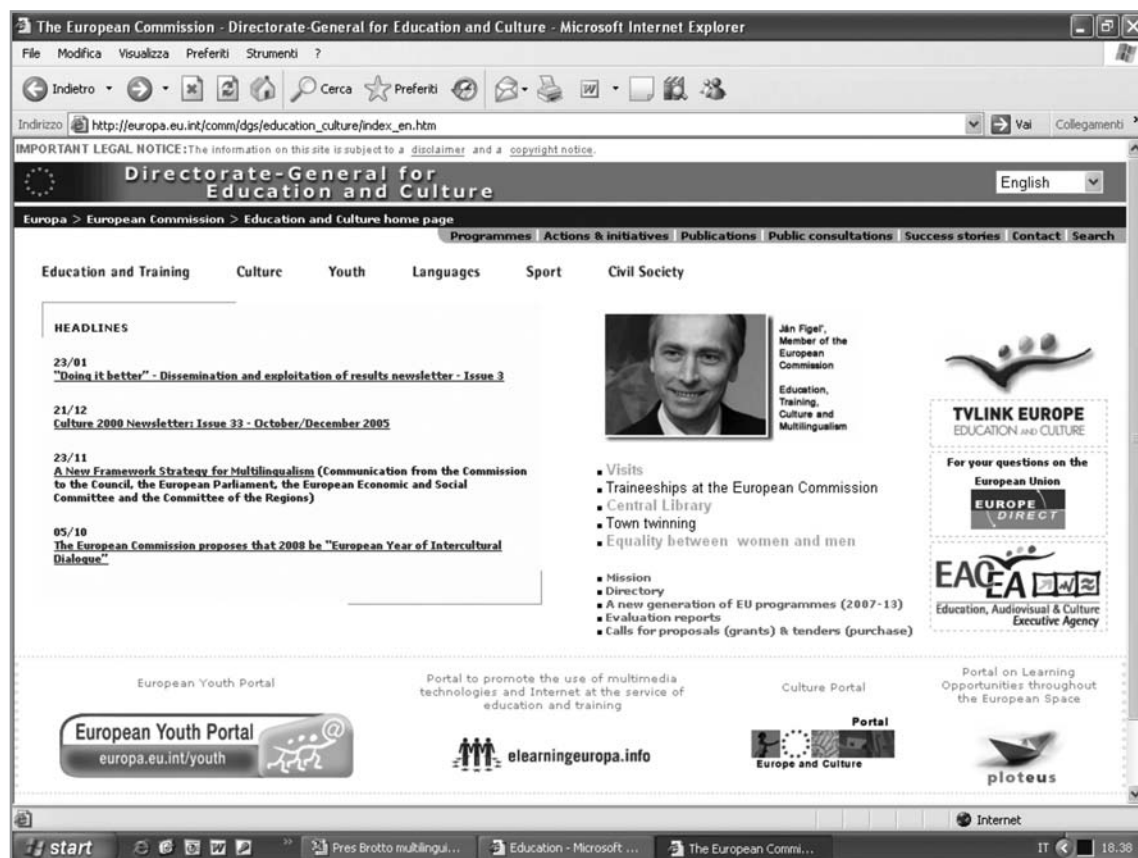 The European Commission - Directorate-General for Education and Culture - Microsoft Internet Explorer
File Modifica Visualizza Preferiti Strumenti ?
Indietro Cerca Preferiti
Indirizzo http://europa.eu.int/comm/dgs/education_culture/index_en.htm Vai Collegamenti »
IMPORTANT LEGAL NOTICE: The information on this site is subject to a disclaimer and a copyright notice.
Directorate-General for
Education and Culture
English
Europa > European Commission > Education and Culture home page
Programmes | Actions & initiatives | Publications | Public consultations | Success stories | Contact | Search
Education and Training Culture Youth Languages Sport Civil Society
HEADLINES
23/01
"Doing it better" - Dissemination and exploitation of results newsletter - Issue 3
21/12
Culture 2000 Newsletter: Issue 33 - October/December 2005
23/11
A New Framework Strategy for Multilingualism (Communication from the Commission
to the Council, the European Parliament, the European Economic and Social
Committee and the Committee of the Regions)
05/10
The European Commission proposes that 2008 be "European Year of Intercultural
Dialogue"
Ján Figel',
Member of the
European
Commission
Education,
Training,
Culture and
Multilingualism
Visits
Traineeships at the European Commission
Central Library
Town twinning
Equality between women and men
Mission
Directory
A new generation of EU programmes (2007-13)
Evaluation reports
Calls for proposals (grants) & tenders (purchase)
TVLINK EUROPE
EDUCATION AND CULTURE
For your questions on the
European Union
EUROPE
DIRECT
EACEA
Education, Audiovisual & Culture
Executive Agency
European Youth Portal
European Youth Portal
europa.eu.int/youth
Portal to promote the use of multimedia
technologies and Internet at the service of
education and training
elearningeuropa.info
Culture Portal
Portal
Europe and Culture
Portal on Learning
Opportunities throughout
the European Space
ploteus
Internet
start » Pres Brotto multilingui... Education - Microsoft ... The European Commi... IT 18.38